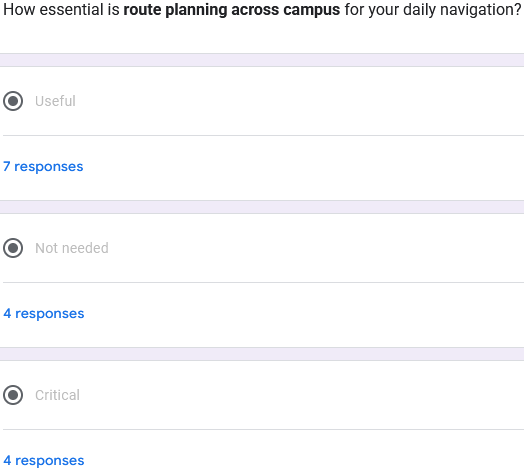 How essential is route planning across campus for your daily navigation?
Useful
7 responses
Not needed
4 responses
Critical
4 responses